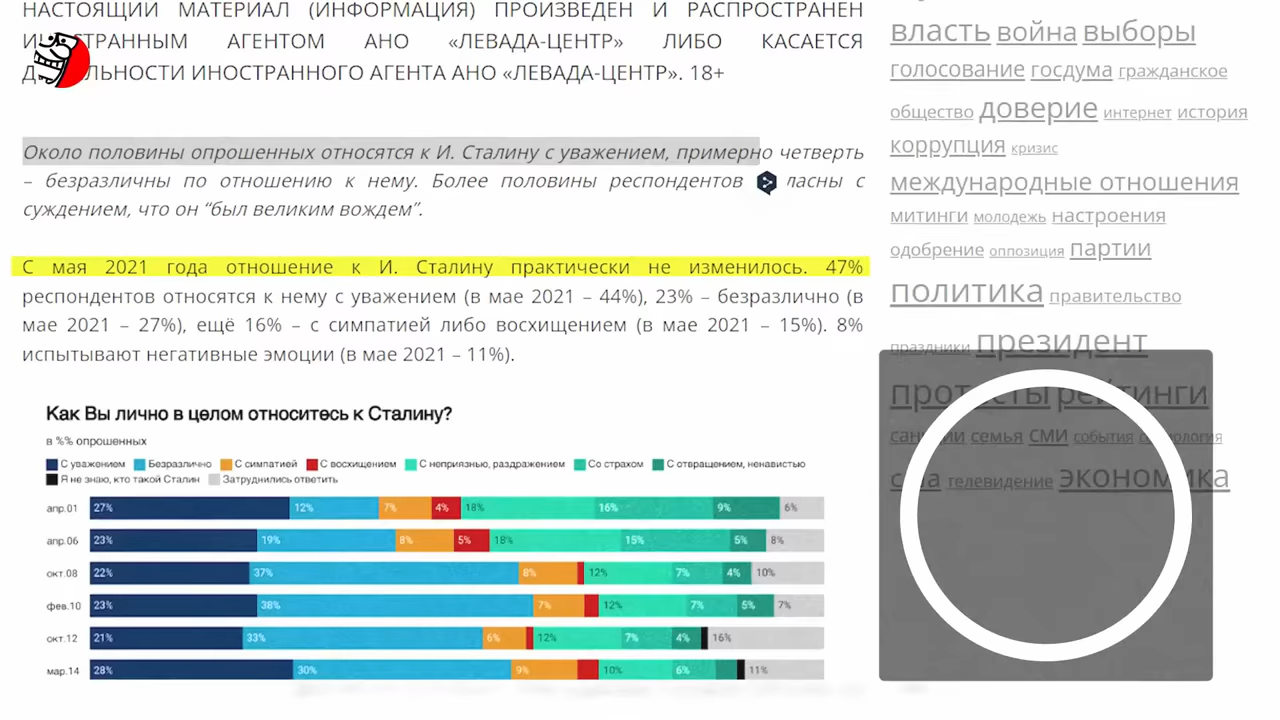 НАСТОЯЩИЙ МАТЕРИАЛ (ИНФОРМАЦИЯ) ПРОИЗВЕДЕН И РАСПРОСТРАНЕН
АГЕНТОМ АНО «ЛЕВАДА-ЦЕНТР» ЛИБО КАСАЕТСЯ
ИНОСТРАННОГО АГЕНТА АНО «ЛЕВАДА-ЦЕНТР». 18+
Около половины опрошенных относятся к И. Сталину с уважением, примерно четверть
– безразличны по отношению к нему. Более половины респондентов ласны с
суждением, что он “был великим вождем”.
С мая 2021 года отношение к И. Сталину практически не изменилось. 47%
респондентов относятся к нему с уважением (в мае 2021 – 44%), 23% – безразлично (в
мае 2021 – 27%), ещё 16% – с симпатией либо восхищением (в мае 2021 – 15%). 8%
испытывают негативные эмоции (в мае 2021 – 11%).
Как Вы лично в целом относитесь к Сталину?
в %% опрошенных
С уважением Безразлично С симпатией С восхищением С неприязнью, раздражением Со страхом С отвращением, ненавистью
Я не знаю, кто такой Сталин Затруднились ответить
апр.01 27% 12% 7% 4% 18% 16% 9% 6%
апр.06 23% 19% 8% 5% 18% 15% 5% 8%
окт.08 22% 37% 8% 12% 7% 4% 10%
фев.10 23% 38% 7% 12% 7% 5% 7%
окт.12 21% 33% 6% 12% 7% 4% 16%
мар.14 28% 30% 9% 10% 6% 11%
власть война выборы
голосование госдума гражданское
общество доверие интернет история
коррупция кризис
международные отношения
митинги молодежь настроения
одобрение оппозиция партии
политика правительство
праздники президент
протесты рейтинги
санкции семья СМИ события
телевидение экономика